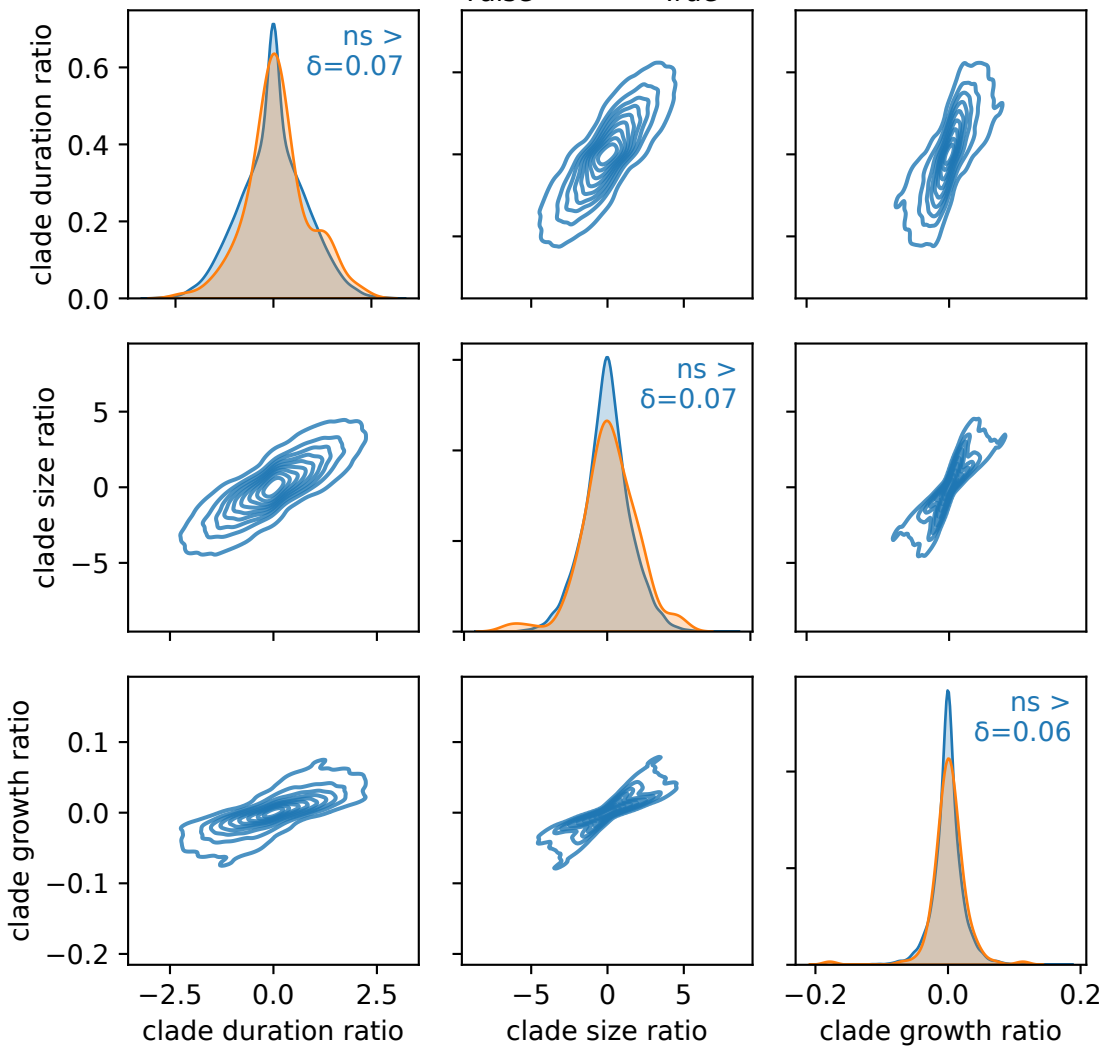 clade duration ratio
0.6
0.4
0.2
0.0
ns >
δ=0.07
clade size ratio
5
0
−5
ns >
δ=0.07
clade growth ratio
0.1
0.0
−0.1
−0.2
ns >
δ=0.06
−2.5 0.0 2.5
−5 0 5
−0.2 0.0 0.2
clade duration ratio
clade size ratio
clade growth ratio